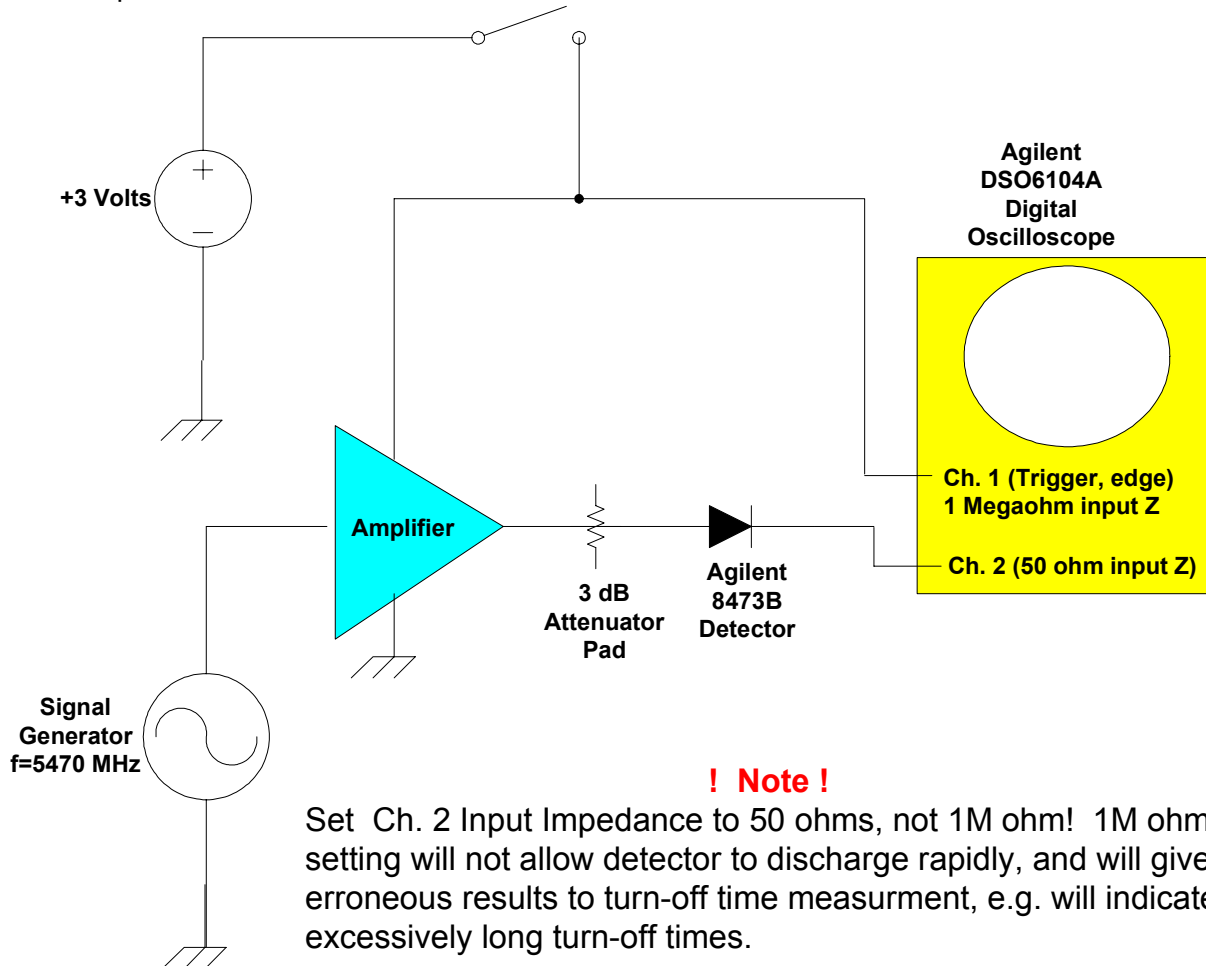 +3 Volts
+
—
Agilent
DSO6104A
Digital
Oscilloscope
Ch. 1 (Trigger, edge)
1 Megaohm input Z
Ch. 2 (50 ohm input Z)
Amplifier
3 dB
Attenuator
Pad
Agilent
8473B
Detector
Signal
Generator
f=5470 MHz
! Note !
Set Ch. 2 Input Impedance to 50 ohms, not 1M ohm! 1M ohm
setting will not allow detector to discharge rapidly, and will give
erroneous results to turn-off time measurment, e.g. will indicate
excessively long turn-off times.